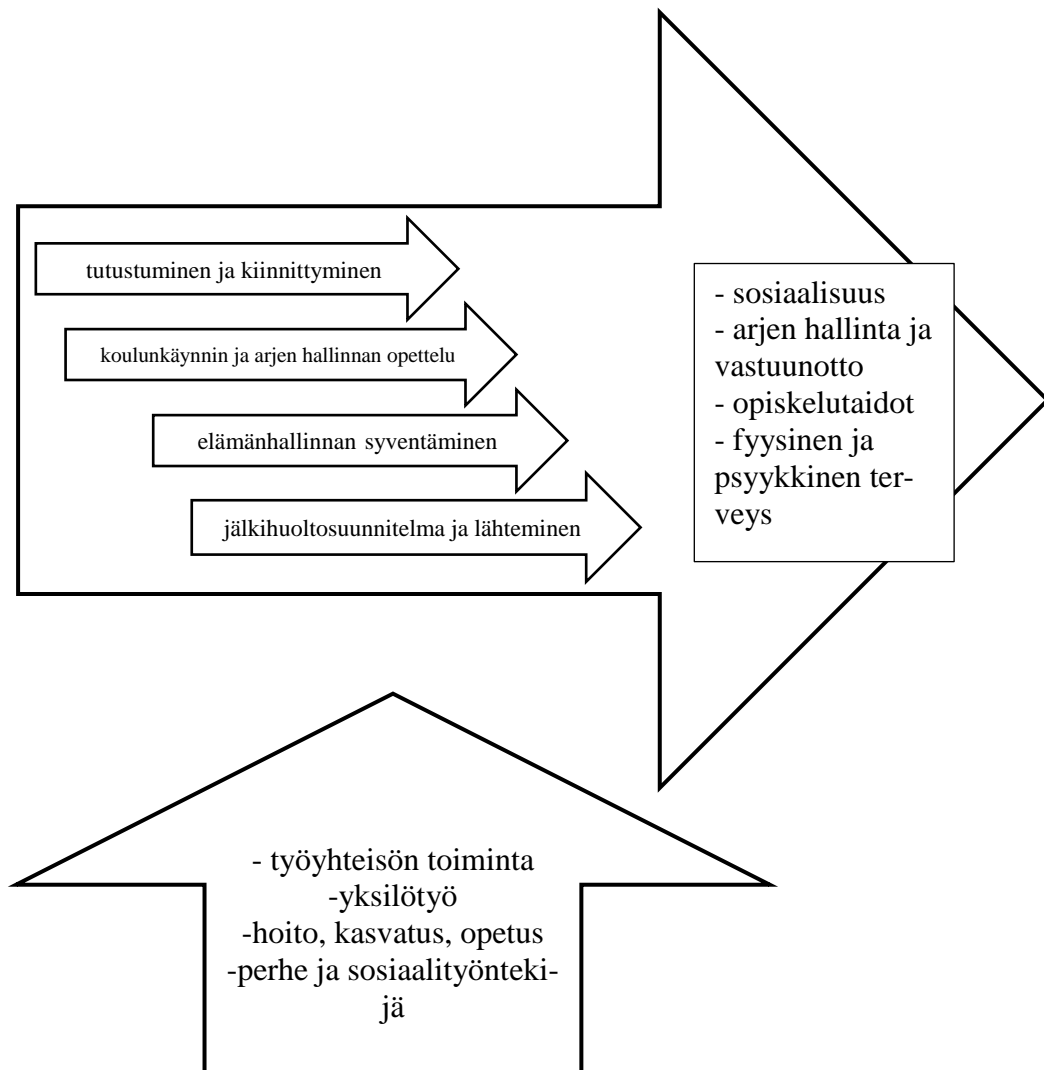 tutustuminen ja kiinnittyminen
koulunkäynnin ja arjen hallinnan opettelu
elämänhallinnan syventäminen
jälkihuoltosuunnitelma ja lähteminen
- sosiaalisuus
- arjen hallinta ja
vastuunotto
- opiskelutaidot
- fyysinen ja
psyykkinen ter-
veys
- työyhteisön toiminta
-yksilötyö
-hoito, kasvatus, opetus
-perhe ja sosiaalityönteki-
jä